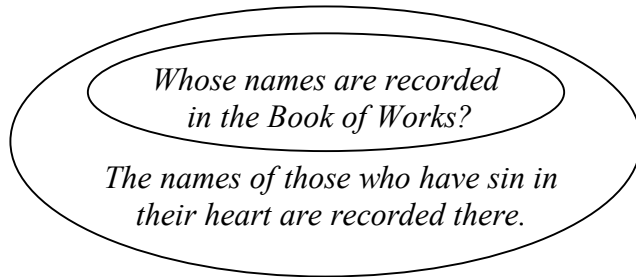 Whose names are recorded
in the Book of Works?
The names of those who have sin in
their heart are recorded there.